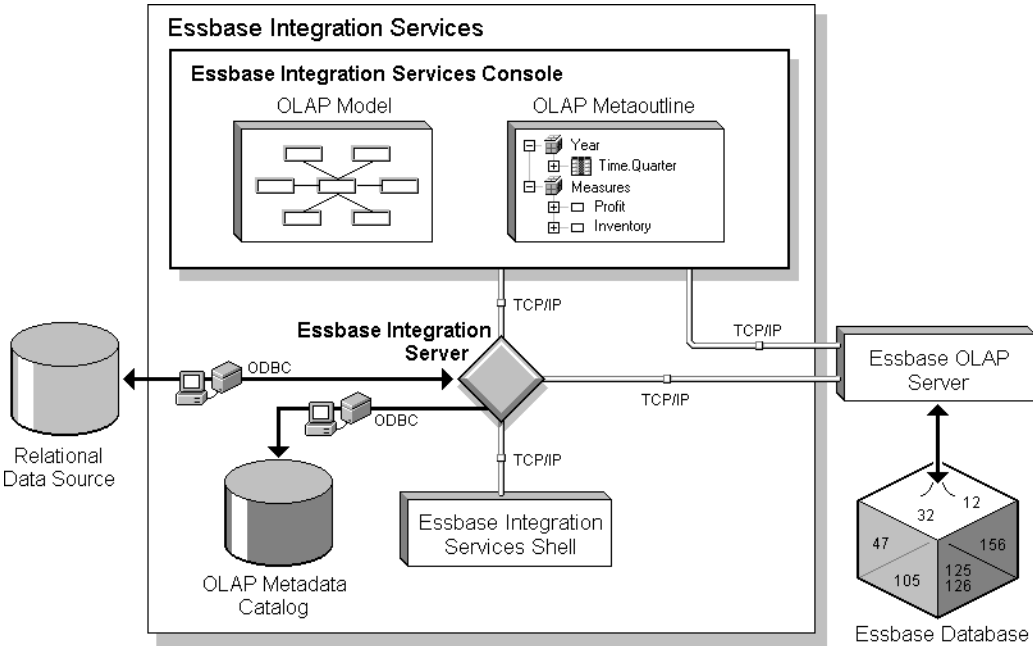 Essbase Integration Services
Essbase Integration Services Console
OLAP Model
OLAP Metaoutline
Year
Time.Quarter
Measures
Profit
Inventory
TCP/IP
TCP/IP
Essbase Integration
Server
ODBC
TCP/IP
Essbase OLAP
Server
Relational
Data Source
ODBC
TCP/IP
OLAP Metadata
Catalog
Essbase Integration
Services Shell
12
32
47
156
105
125
126
Essbase Database